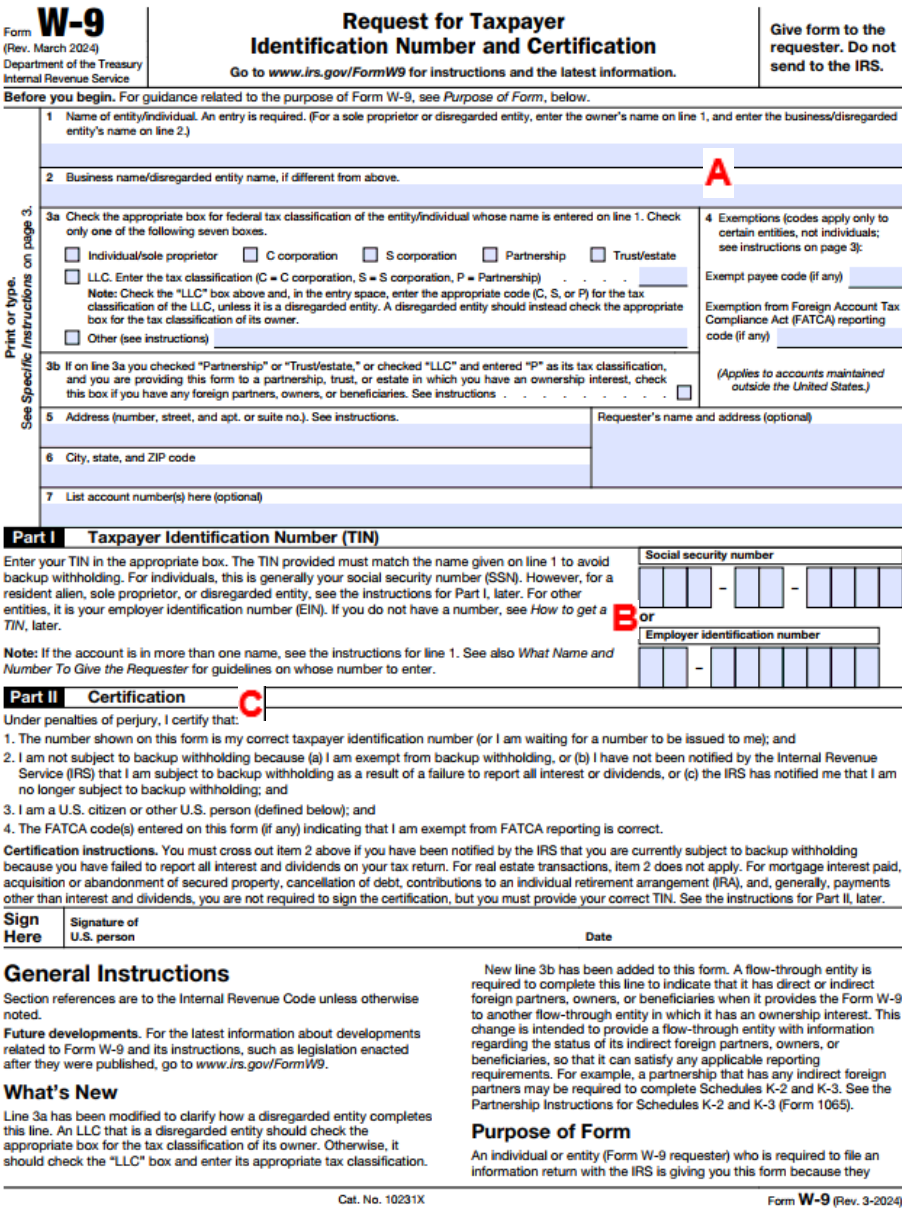 Form W-9
(Rev. March 2024)
Department of the Treasury
Internal Revenue Service
Request for Taxpayer
Identification Number and Certification
Go to www.irs.gov/FormW9 for instructions and the latest information.
Give form to the
requester. Do not
send to the IRS.
Before you begin. For guidance related to the purpose of Form W-9, see Purpose of Form, below.
Print or type.
See Specific Instructions on page 3.
1 Name of entity/individual. An entry is required. (For a sole proprietor or disregarded entity, enter the owner's name on line 1, and enter the business/disregarded
entity's name on line 2.)
2 Business name/disregarded entity name, if different from above.
A
3a Check the appropriate box for federal tax classification of the entity/individual whose name is entered on line 1. Check
only one of the following seven boxes.
Individual/sole proprietor C corporation S corporation Partnership Trust/estate
LLC. Enter the tax classification (C = C corporation, S = S corporation, P = Partnership) . . . .
Note: Check the "LLC" box above and, in the entry space, enter the appropriate code (C, S, or P) for the tax
classification of the LLC, unless it is a disregarded entity. A disregarded entity should instead check the appropriate
box for the tax classification of its owner.
Other (see instructions)
3b If on line 3a you checked "Partnership" or "Trust/estate," or checked "LLC" and entered "P" as its tax classification,
and you are providing this form to a partnership, trust, or estate in which you have an ownership interest, check
this box if you have any foreign partners, owners, or beneficiaries. See instructions . . . . . . . . .
4 Exemptions (codes apply only to
certain entities, not individuals;
see instructions on page 3):
Exempt payee code (if any)
Exemption from Foreign Account Tax
Compliance Act (FATCA) reporting
code (if any)
(Applies to accounts maintained
outside the United States.)
5 Address (number, street, and apt. or suite no.). See instructions.
Requester's name and address (optional)
6 City, state, and ZIP code
7 List account number(s) here (optional)
Part I Taxpayer Identification Number (TIN)
Enter your TIN in the appropriate box. The TIN provided must match the name given on line 1 to avoid
backup withholding. For individuals, this is generally your social security number (SSN). However, for a
resident alien, sole proprietor, or disregarded entity, see the instructions for Part I, later. For other
entities, it is your employer identification number (EIN). If you do not have a number, see How to get a
TIN, later.
Note: If the account is in more than one name, see the instructions for line 1. See also What Name and
Number To Give the Requester for guidelines on whose number to enter.
Social security number
– –
B or
Employer identification number
–
Part II Certification
C
Under penalties of perjury, I certify that:
1. The number shown on this form is my correct taxpayer identification number (or I am waiting for a number to be issued to me); and
2. I am not subject to backup withholding because (a) I am exempt from backup withholding, or (b) I have not been notified by the Internal Revenue
Service (IRS) that I am subject to backup withholding as a result of a failure to report all interest or dividends, or (c) the IRS has notified me that I am
no longer subject to backup withholding; and
3. I am a U.S. citizen or other U.S. person (defined below); and
4. The FATCA code(s) entered on this form (if any) indicating that I am exempt from FATCA reporting is correct.
Certification instructions. You must cross out item 2 above if you have been notified by the IRS that you are currently subject to backup withholding
because you have failed to report all interest and dividends on your tax return. For real estate transactions, item 2 does not apply. For mortgage interest paid,
acquisition or abandonment of secured property, cancellation of debt, contributions to an individual retirement arrangement (IRA), and, generally, payments
other than interest and dividends, you are not required to sign the certification, but you must provide your correct TIN. See the instructions for Part II, later.
Sign
Here
Signature of
U.S. person
Date
General Instructions
Section references are to the Internal Revenue Code unless otherwise
noted.
Future developments. For the latest information about developments
related to Form W-9 and its instructions, such as legislation enacted
after they were published, go to www.irs.gov/FormW9.
What's New
Line 3a has been modified to clarify how a disregarded entity completes
this line. An LLC that is a disregarded entity should check the
appropriate box for the tax classification of its owner. Otherwise, it
should check the "LLC" box and enter its appropriate tax classification.
New line 3b has been added to this form. A flow-through entity is
required to complete this line to indicate that it has direct or indirect
foreign partners, owners, or beneficiaries when it provides the Form W-9
to another flow-through entity in which it has an ownership interest. This
change is intended to provide a flow-through entity with information
regarding the status of its indirect foreign partners, owners, or
beneficiaries, so that it can satisfy any applicable reporting
requirements. For example, a partnership that has any indirect foreign
partners may be required to complete Schedules K-2 and K-3. See the
Partnership Instructions for Schedules K-2 and K-3 (Form 1065).
Purpose of Form
An individual or entity (Form W-9 requester) who is required to file an
information return with the IRS is giving you this form because they
Cat. No. 10231X
Form W-9 (Rev. 3-2024)